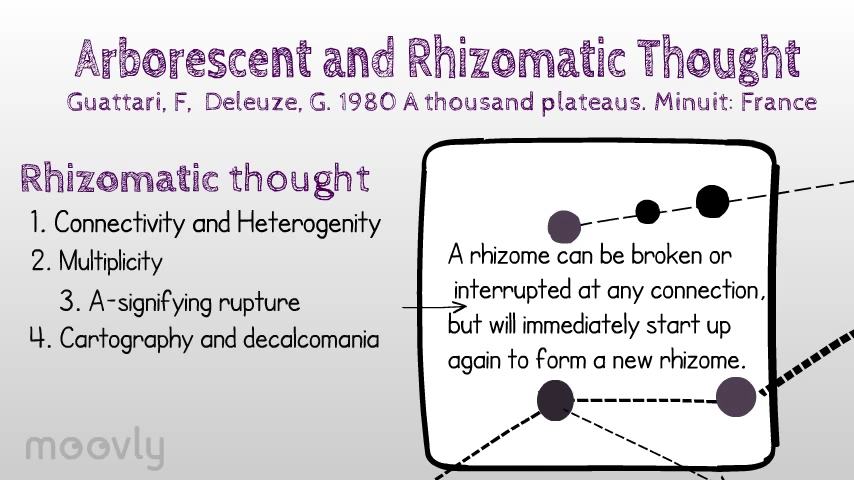 Arborescent and Rhizomatic Thought
Guattari, F, Deleuze, G. 1980 A thousand plateaus. Minuit: France
Rhizomatic thought
1. Connectivity and Heterogenity
2. Multiplicity
3. A-signifying rupture
4. Cartography and decalcomania
A rhizome can be broken or
interrupted at any connection,
but will immediately start up
again to form a new rhizome.
moovly